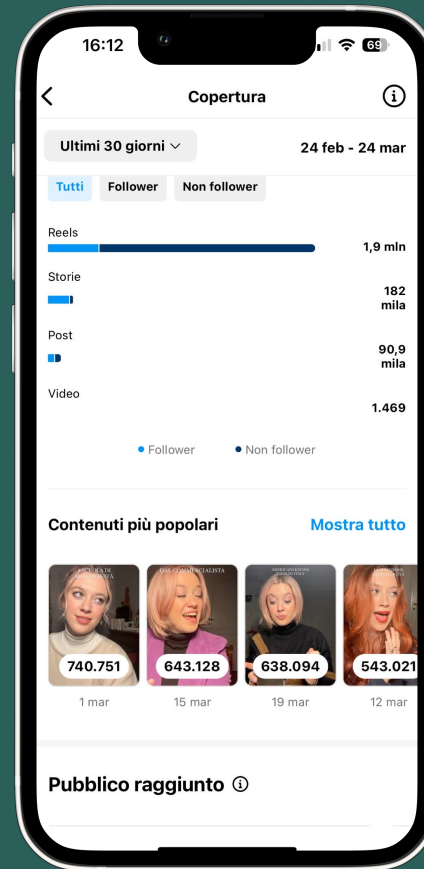 16:12
69
Copertura
Ultimi 30 giorni
24 feb - 24 mar
Tutti Follower Non follower
Reels
1,9 mln
Storie
182
mila
Post
90,9
mila
Video
1.469
Follower Non follower
Contenuti più popolari Mostra tutto
DAL COMMERCIALISTA
740.751 643.128 638.094 543.021
1 mar 15 mar 19 mar 12 mar
Pubblico raggiunto